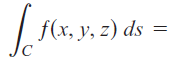 ∫_C f(x, y, z) ds =